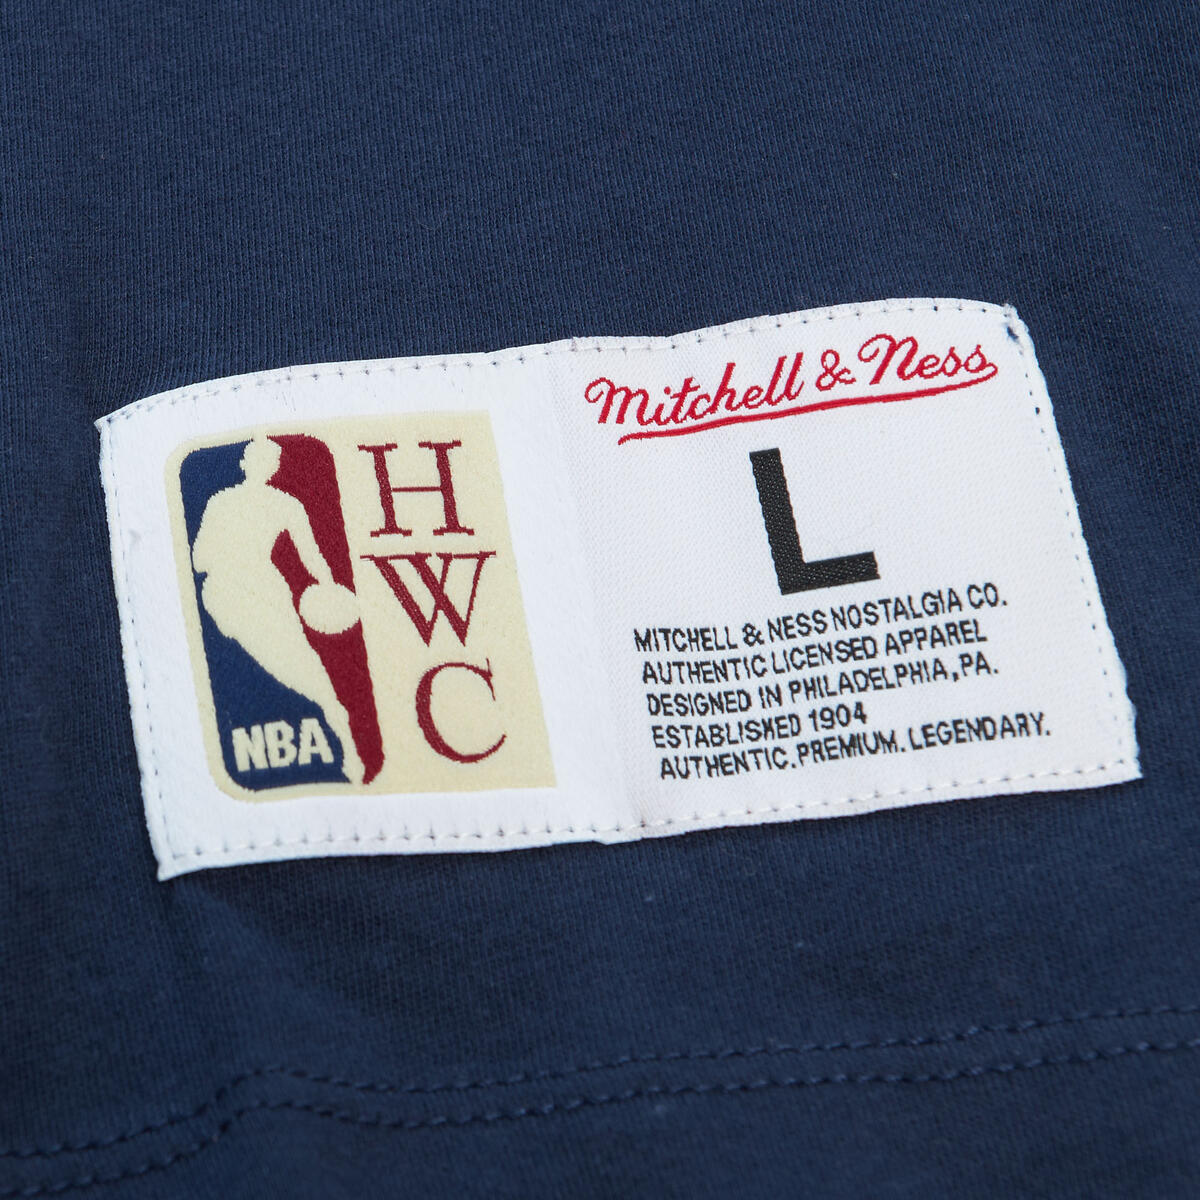 NBA
H
W
C
Mitchell & Ness
L
MITCHELL & NESS NOSTALGIA CO.
AUTHENTIC LICENSED APPAREL
DESIGNED IN PHILADELPHIA, PA.
ESTABLISHED 1904
AUTHENTIC. PREMIUM. LEGENDARY.